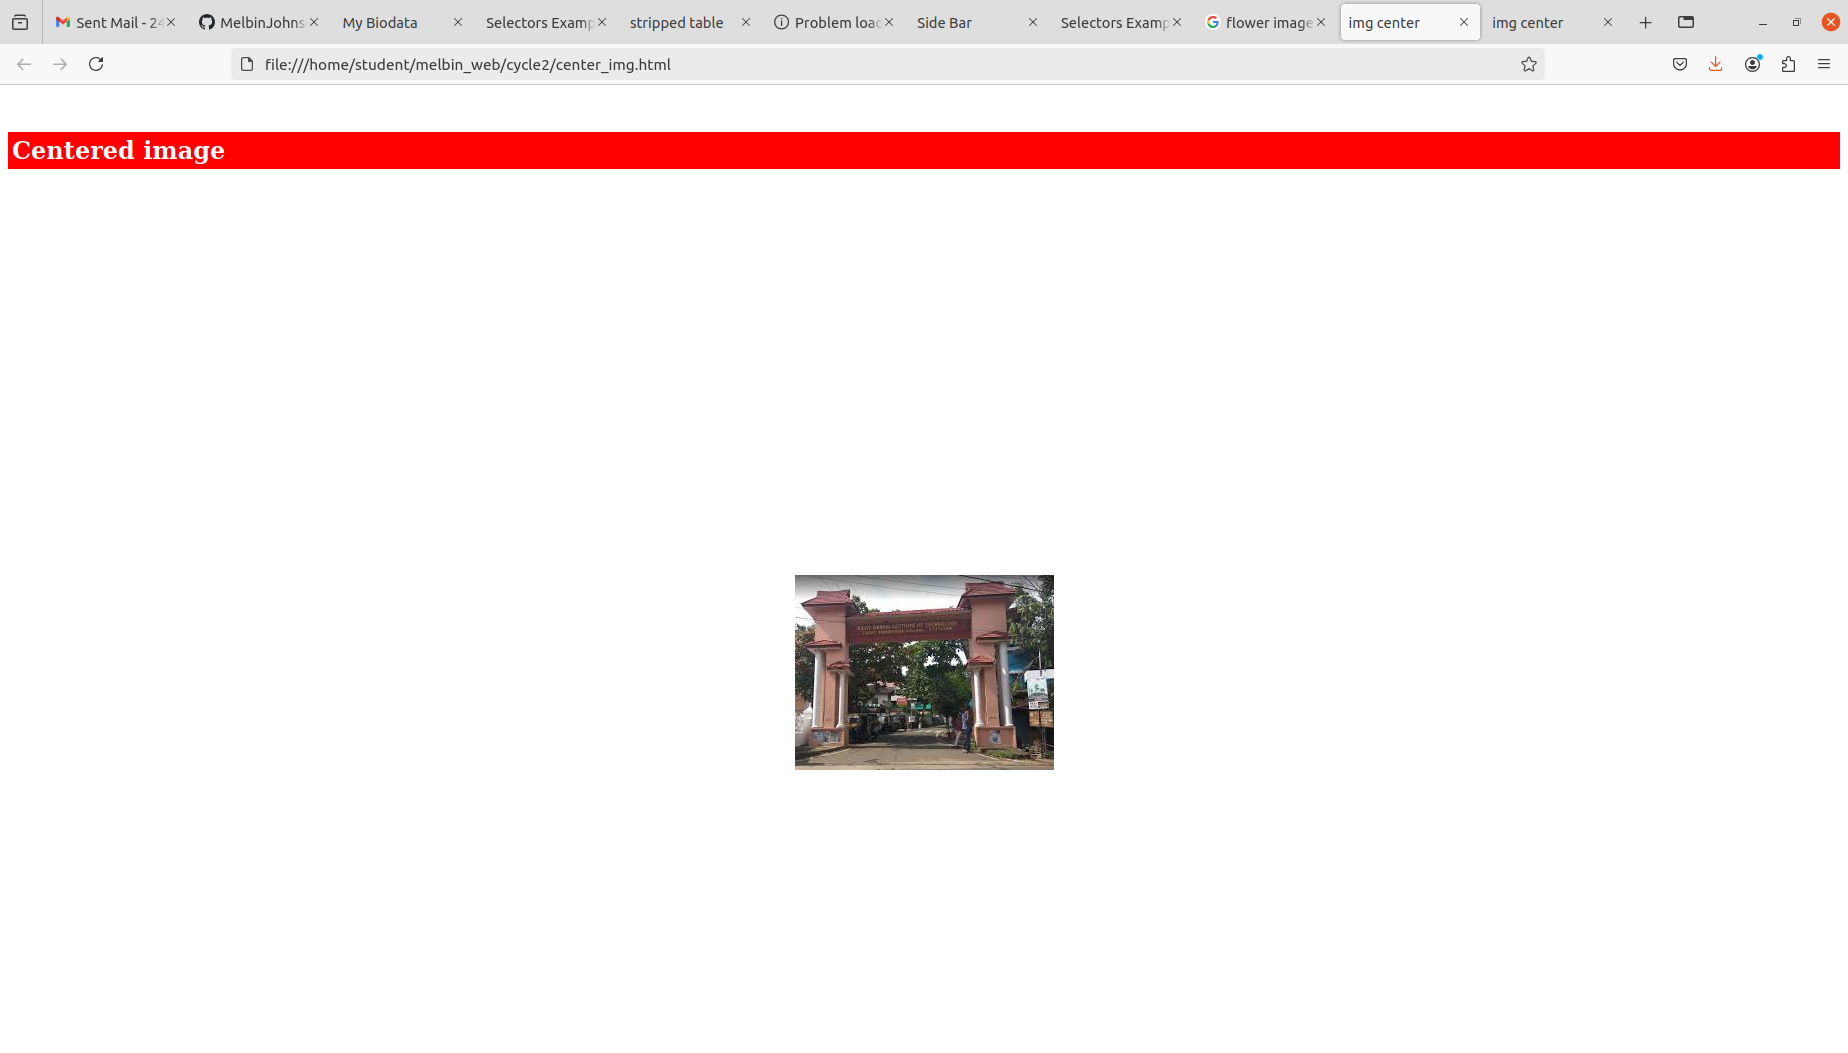 Sent Mail - 24
MelbinJohns
My Biodata
Selectors Examp
stripped table
Problem loac
Side Bar
Selectors Examp
flower image
img center
img center
file:///home/student/melbin_web/cycle2/center_img.html
Centered image
RAJIV GANDHI INSTITUTE OF TECHNOLOGY